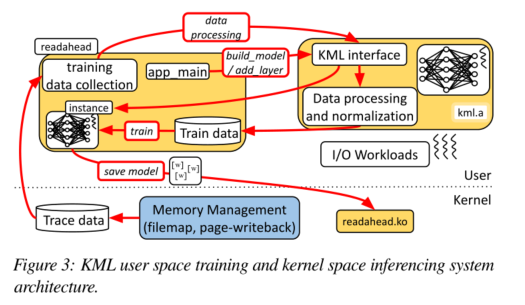 data
processing
readahead
training
data collection
app_main
build_model
/ add_layer
KML interface
instance
Data processing
and normalization
kml.a
train
Train data
I/O Workloads
save model
[w]
[w]
[w]
User
Kernel
Trace data
Memory Management
(filemap, page-writeback)
readahead.ko
Figure 3: KML user space training and kernel space inferencing system
architecture.